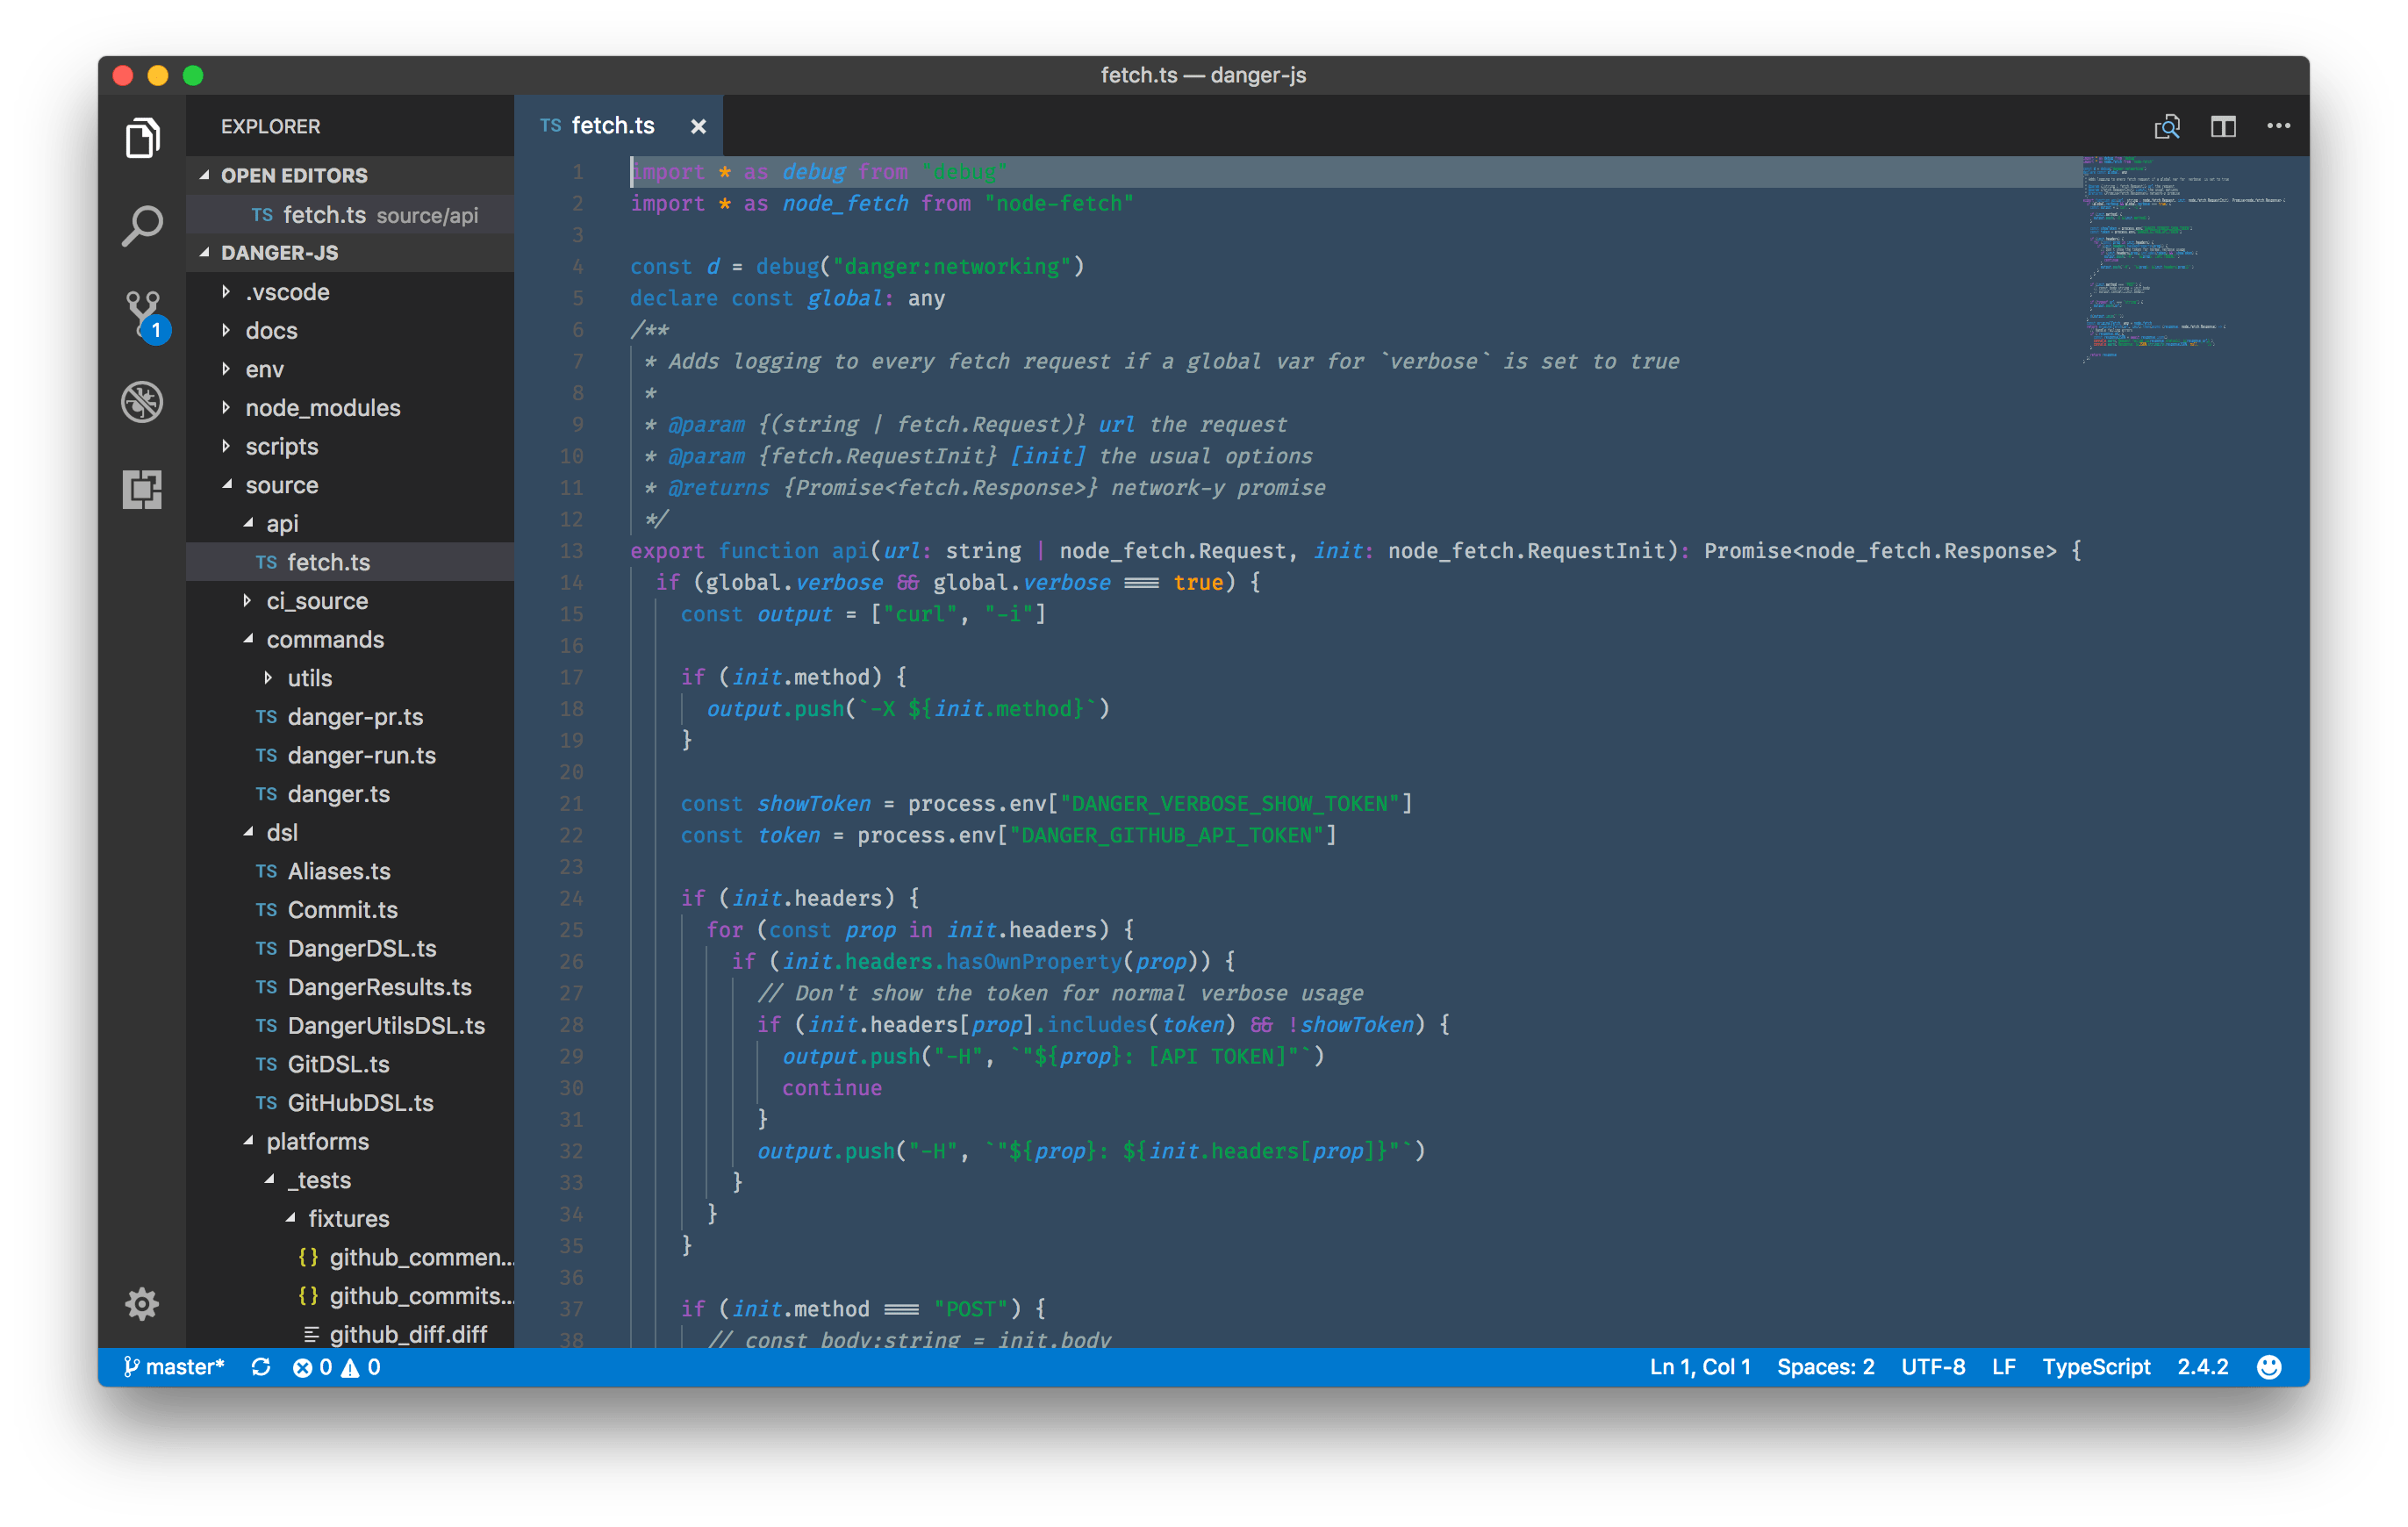 fetch.ts — danger-js
EXPLORER
OPEN EDITORS
TS fetch.ts source/api
DANGER-JS
.vscode
docs
env
node_modules
scripts
source
api
TS fetch.ts
ci_source
commands
utils
TS danger-pr.ts
TS danger-run.ts
TS danger.ts
dsl
TS Aliases.ts
TS Commit.ts
TS DangerDSL.ts
TS DangerResults.ts
TS DangerUtilsDSL.ts
TS GitDSL.ts
TS GitHubDSL.ts
platforms
_tests
fixtures
{} github_commen...
{} github_commits...
github_diff.diff
1
TS fetch.ts ×
1 import * as debug from "debug"
2 import * as node_fetch from "node-fetch"
3
4 const d = debug("danger:networking")
5 declare const global: any
6 /**
7  * Adds logging to every fetch request if a global var for `verbose` is set to true
8  *
9  * @param {(string | fetch.Request)} url the request
10  * @param {fetch.RequestInit} [init] the usual options
11  * @returns {Promise<fetch.Response>} network-y promise
12  */
13 export function api(url: string | node_fetch.Request, init: node_fetch.RequestInit): Promise<node_fetch.Response> {
14   if (global.verbose && global.verbose === true) {
15     const output = ["curl", "-i"]
16
17     if (init.method) {
18       output.push(`-X ${init.method}`)
19     }
20
21     const showToken = process.env["DANGER_VERBOSE_SHOW_TOKEN"]
22     const token = process.env["DANGER_GITHUB_API_TOKEN"]
23
24     if (init.headers) {
25       for (const prop in init.headers) {
26         if (init.headers.hasOwnProperty(prop)) {
27           // Don't show the token for normal verbose usage
28           if (init.headers[prop].includes(token) && !showToken) {
29             output.push("-H", `"${prop}: [API TOKEN]"`)
30             continue
31           }
32           output.push("-H", `"${prop}: ${init.headers[prop]}"`)
33         }
34       }
35     }
36
37     if (init.method === "POST") {
38       // const body:string = init.body
master* 0 0
Ln 1, Col 1 Spaces: 2 UTF-8 LF TypeScript 2.4.2